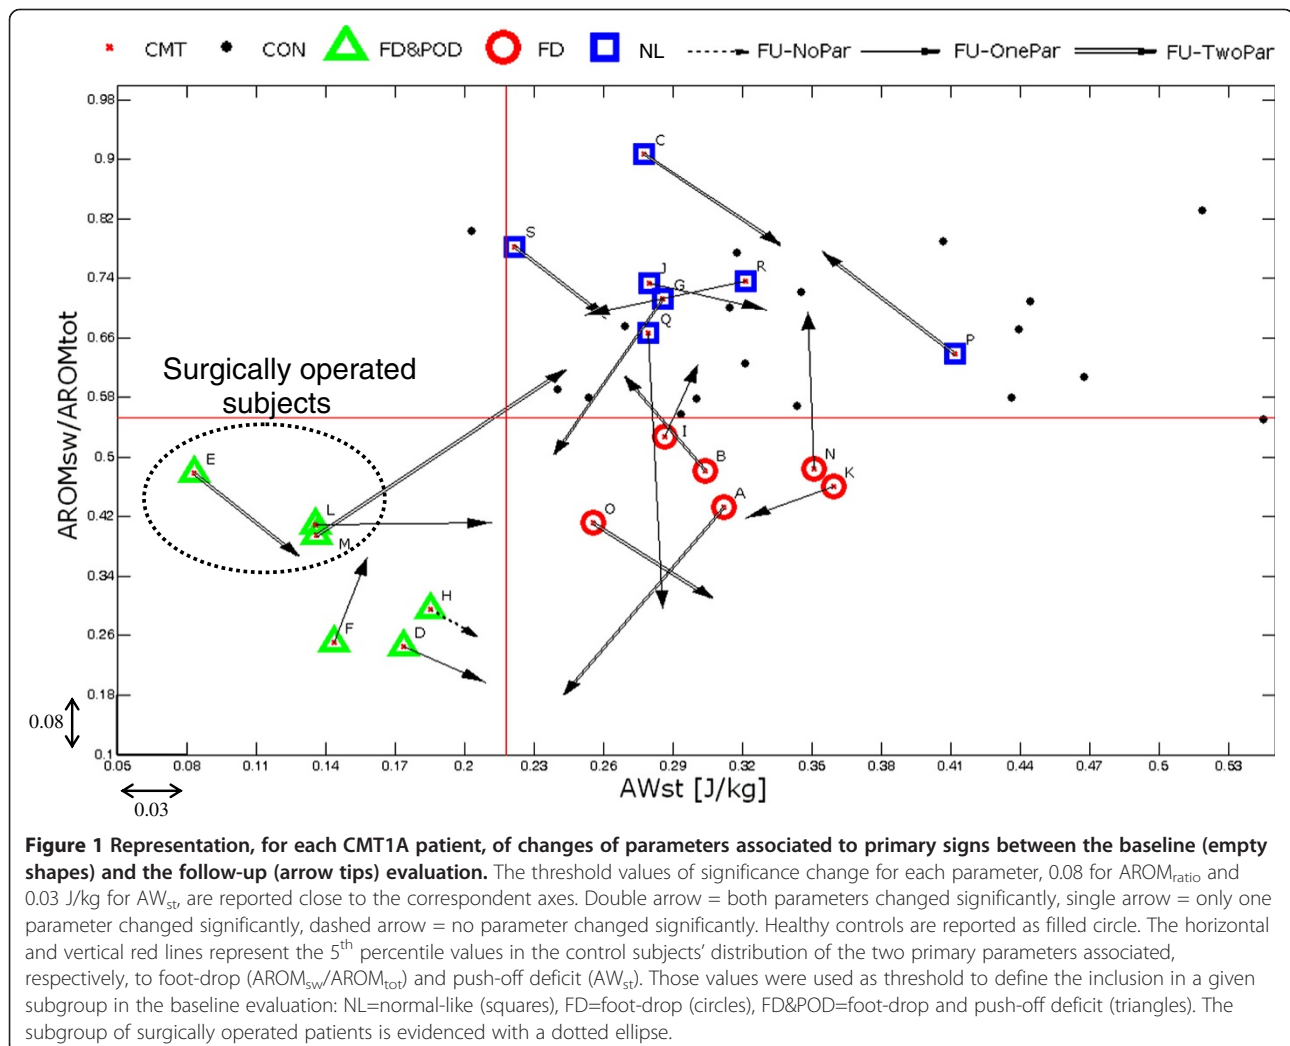 CMT CON FD&POD FD NL FU-NoPar FU-OnePar FU-TwoPar
0.98
0.9
0.82
0.74
0.66
0.58
0.5
0.42
0.34
0.26
0.18
0.1
AROMsw/AROMtot
0.08
C
S
J
G
R
Q
P
Surgically operated
subjects
E
L
M
I
B
N
K
A
O
H
F
D
0.05 0.08 0.11 0.14 0.17 0.2 0.23 0.26 0.29 0.32 0.35 0.38 0.41 0.44 0.47 0.5 0.53
AWst [J/kg]
0.03
Figure 1 Representation, for each CMT1A patient, of changes of parameters associated to primary signs between the baseline (empty
shapes) and the follow-up (arrow tips) evaluation. The threshold values of significance change for each parameter, 0.08 for AROMratio and
0.03 J/kg for AWst, are reported close to the correspondent axes. Double arrow = both parameters changed significantly, single arrow = only one
parameter changed significantly, dashed arrow = no parameter changed significantly. Healthy controls are reported as filled circle. The horizontal
and vertical red lines represent the 5th percentile values in the control subjects' distribution of the two primary parameters associated,
respectively, to foot-drop (AROMsw/AROMtot) and push-off deficit (AWst). Those values were used as threshold to define the inclusion in a given
subgroup in the baseline evaluation: NL=normal-like (squares), FD=foot-drop (circles), FD&POD=foot-drop and push-off deficit (triangles). The
subgroup of surgically operated patients is evidenced with a dotted ellipse.